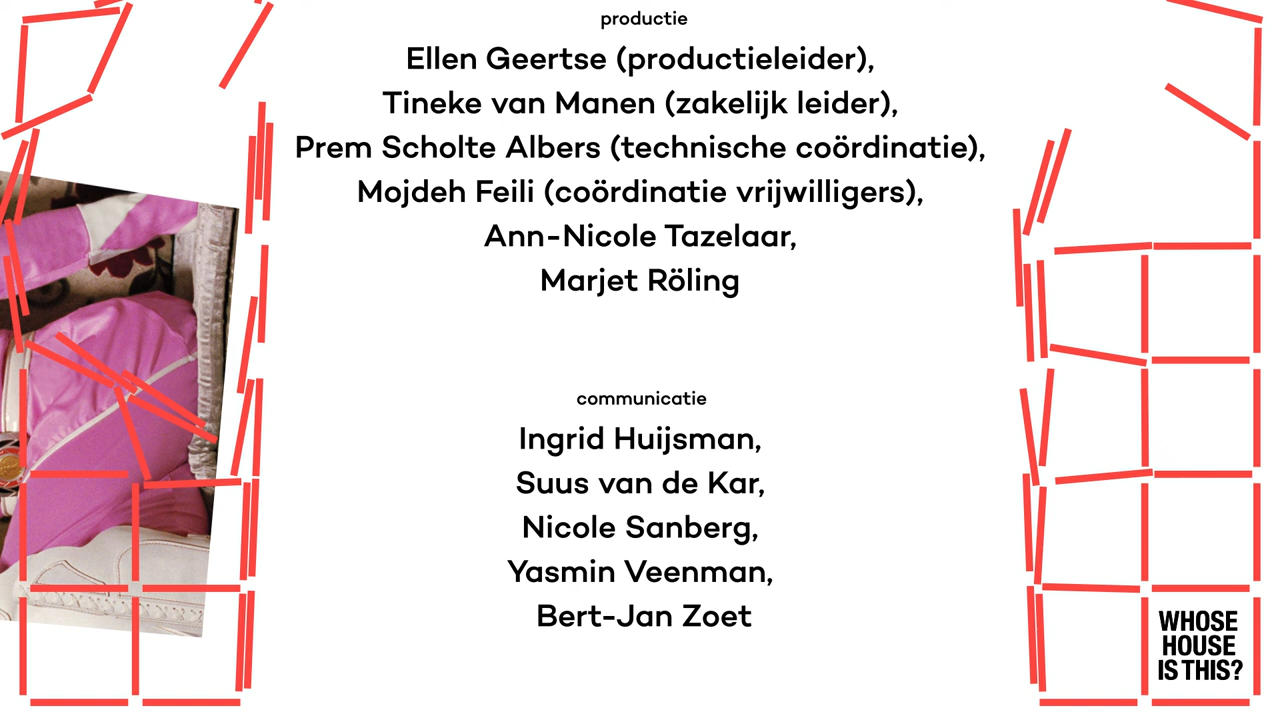 productie
Ellen Geertse (productieleider),
Tineke van Manen (zakelijk leider),
Prem Scholte Albers (technische coördinatie),
Mojdeh Feili (coördinatie vrijwilligers),
Ann-Nicole Tazelaar,
Marjet Röling
communicatie
Ingrid Huijsman,
Suus van de Kar,
Nicole Sanberg,
Yasmin Veenman,
Bert-Jan Zoet
WHOSE
HOUSE
IS THIS?